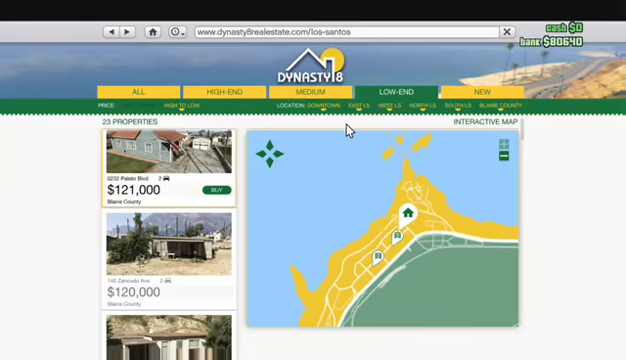 www.dynasty8realestate.com/los-santos
cash $0
bank $80640
DYNASTY8
ALL HIGH-END MEDIUM LOW-END NEW
PRICE: HIGH TO LOW LOCATION: DOWNTOWN EAST LS WEST LS NORTH LS SOUTH LS BLAINE COUNTY
23 PROPERTIES INTERACTIVE MAP
0232 Paleto Blvd 2
$121,000 BUY
Blaine County
140 Zancudo Ave 2
$120,000
Blaine County